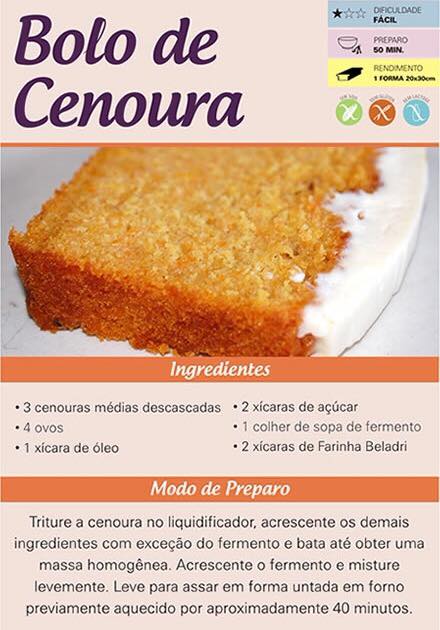 Bolo de
Cenoura
DIFICULDADE
FÁCIL
PREPARO
50 MIN.
RENDIMENTO
1 FORMA 20x30cm
Ingredientes
• 3 cenouras médias descascadas
• 4 ovos
• 1 xícara de óleo
• 2 xícaras de açúcar
• 1 colher de sopa de fermento
• 2 xícaras de Farinha Beladri
Modo de Preparo
Triture a cenoura no liquidificador, acrescente os demais
ingredientes com exceção do fermento e bata até obter uma
massa homogênea. Acrescente o fermento e misture
levemente. Leve para assar em forma untada em forno
previamente aquecido por aproximadamente 40 minutos.